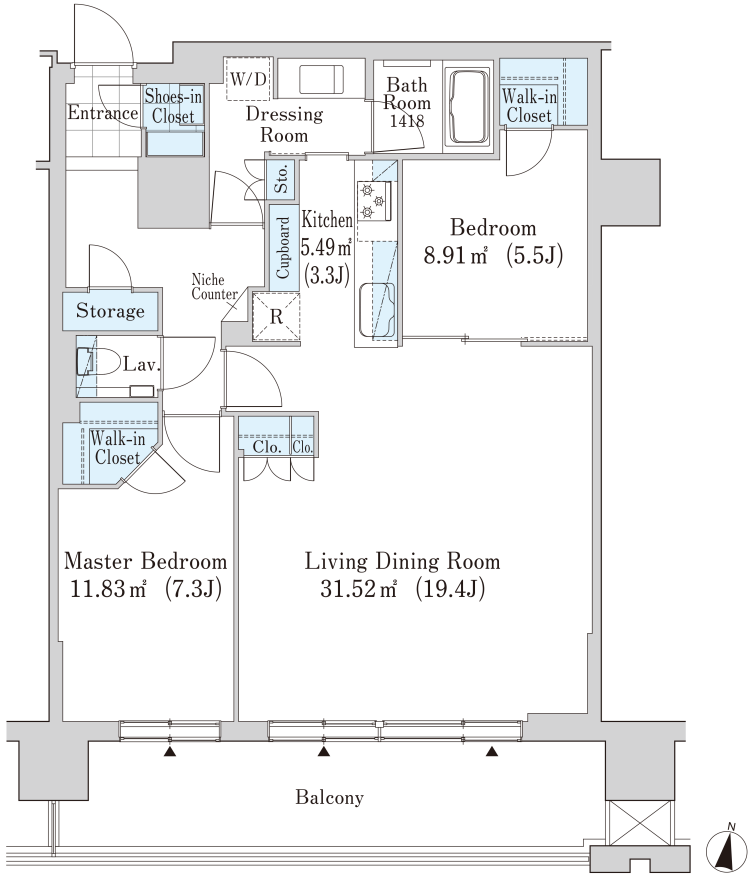 Entrance
Shoes-in
Closet
W/D
Dressing
Room
Bath
Room
1418
Walk-in
Closet
Sto.
Kitchen
5.49㎡
(3.3J)
Cupboard
Bedroom
8.91㎡ (5.5J)
Niche
Counter
R
Storage
Lav.
Walk-in
Closet
Clo.
Clo.
Master Bedroom
11.83㎡ (7.3J)
Living Dining Room
31.52㎡ (19.4J)
Balcony
N